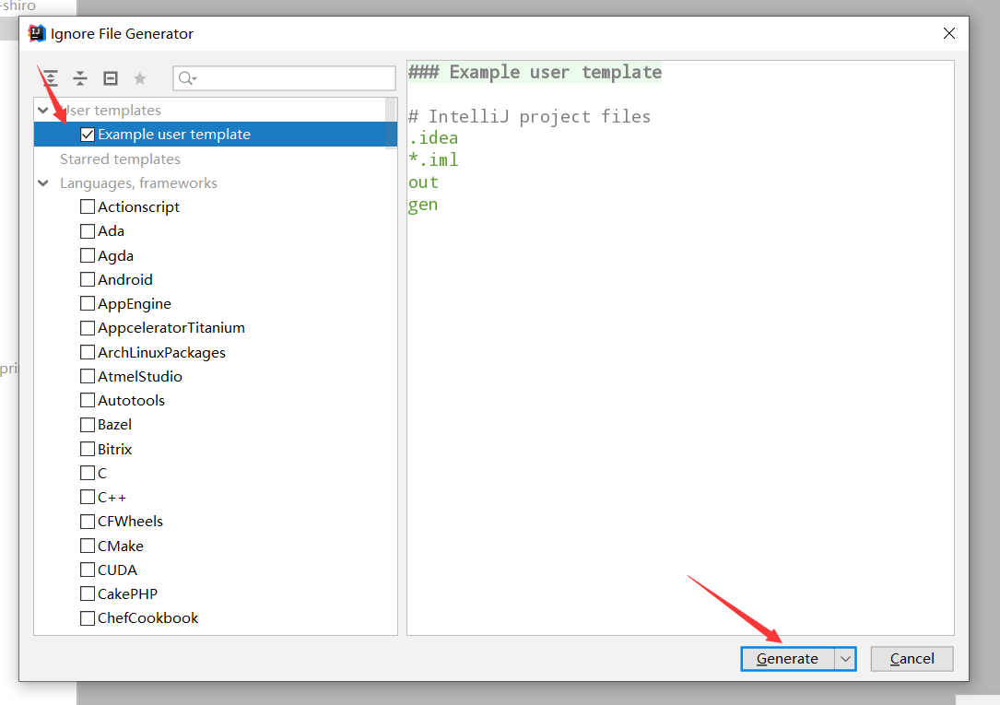 -shiro
Ignore File Generator
User templates
Example user template
Starred templates
Languages, frameworks
Actionscript
Ada
Agda
Android
AppEngine
AppceleratorTitanium
ArchLinuxPackages
AtmelStudio
Autotools
Bazel
Bitrix
C
C++
CFWheels
CMake
CUDA
CakePHP
ChefCookbook
### Example user template
# IntelliJ project files
.idea
*.iml
out
gen
pri
Generate
Cancel